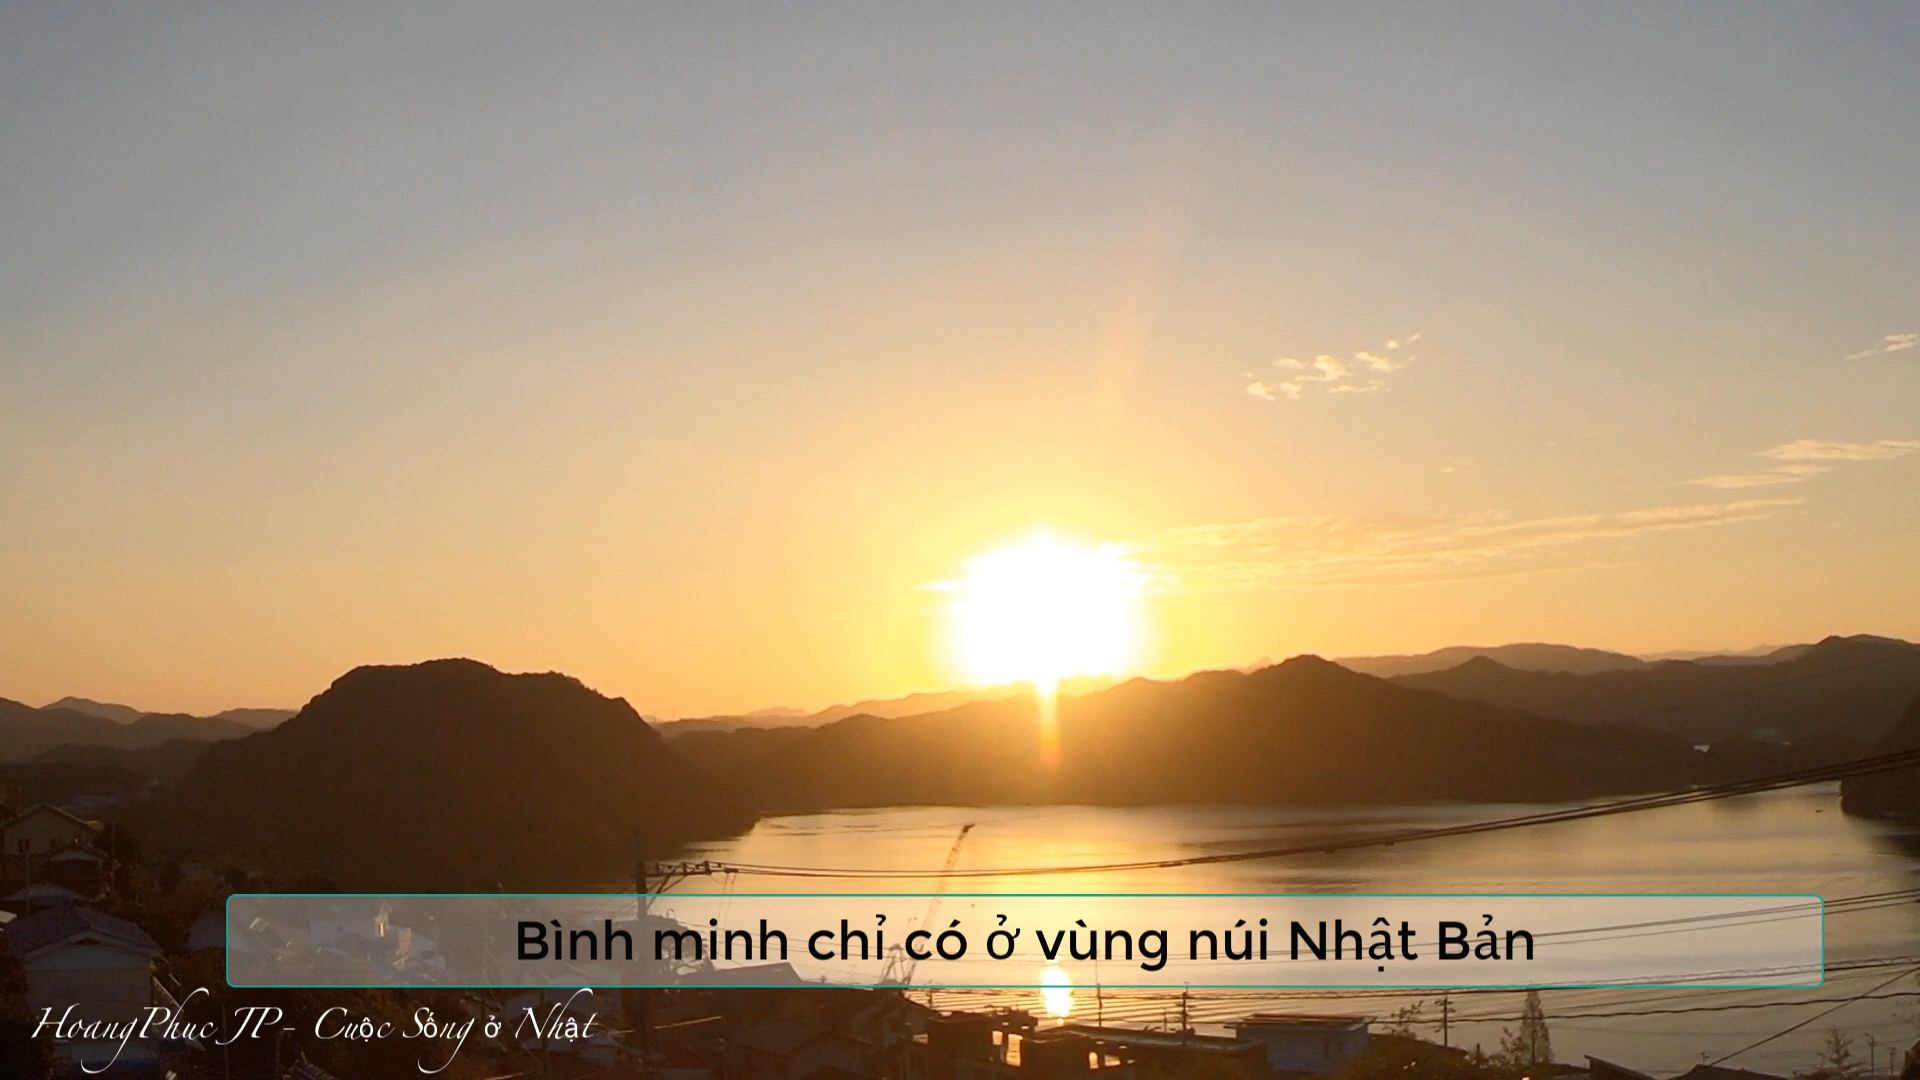 Bình minh chỉ có ở vùng núi Nhật Bản
HoangPhuc JP - Cuộc Sống ở Nhật